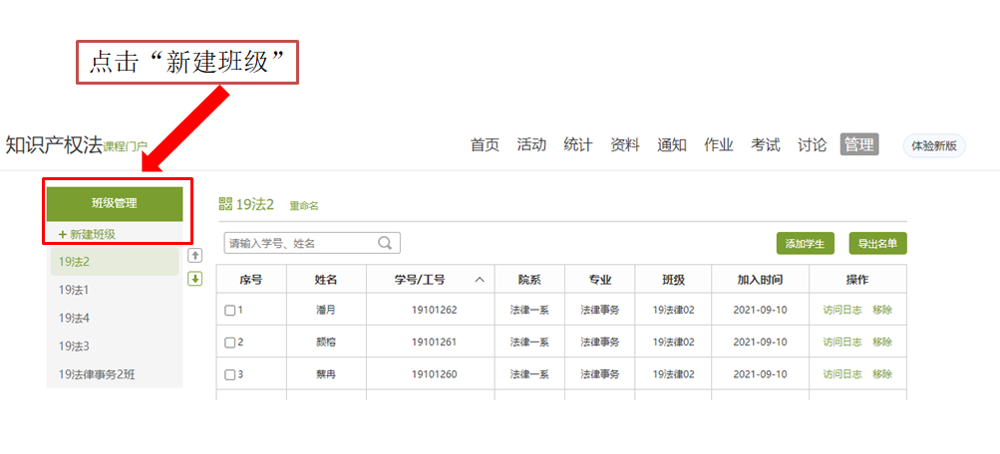 点击“新建班级”
知识产权法课程门户
首页 活动 统计 资料 通知 作业 考试 讨论 管理 体验新版
班级管理
+ 新建班级
19法2
19法1
19法4
19法3
19法律事务2班
19法2 重命名
请输入学号、姓名
添加学生 导出名单
序号 姓名 学号/工号 院系 专业 班级 加入时间 操作
1 潘月 19101262 法律一系 法律事务 19法律02 2021-09-10 访问日志 移除
2 颜榕 19101261 法律一系 法律事务 19法律02 2021-09-10 访问日志 移除
3 蔡冉 19101260 法律一系 法律事务 19法律02 2021-09-10 访问日志 移除